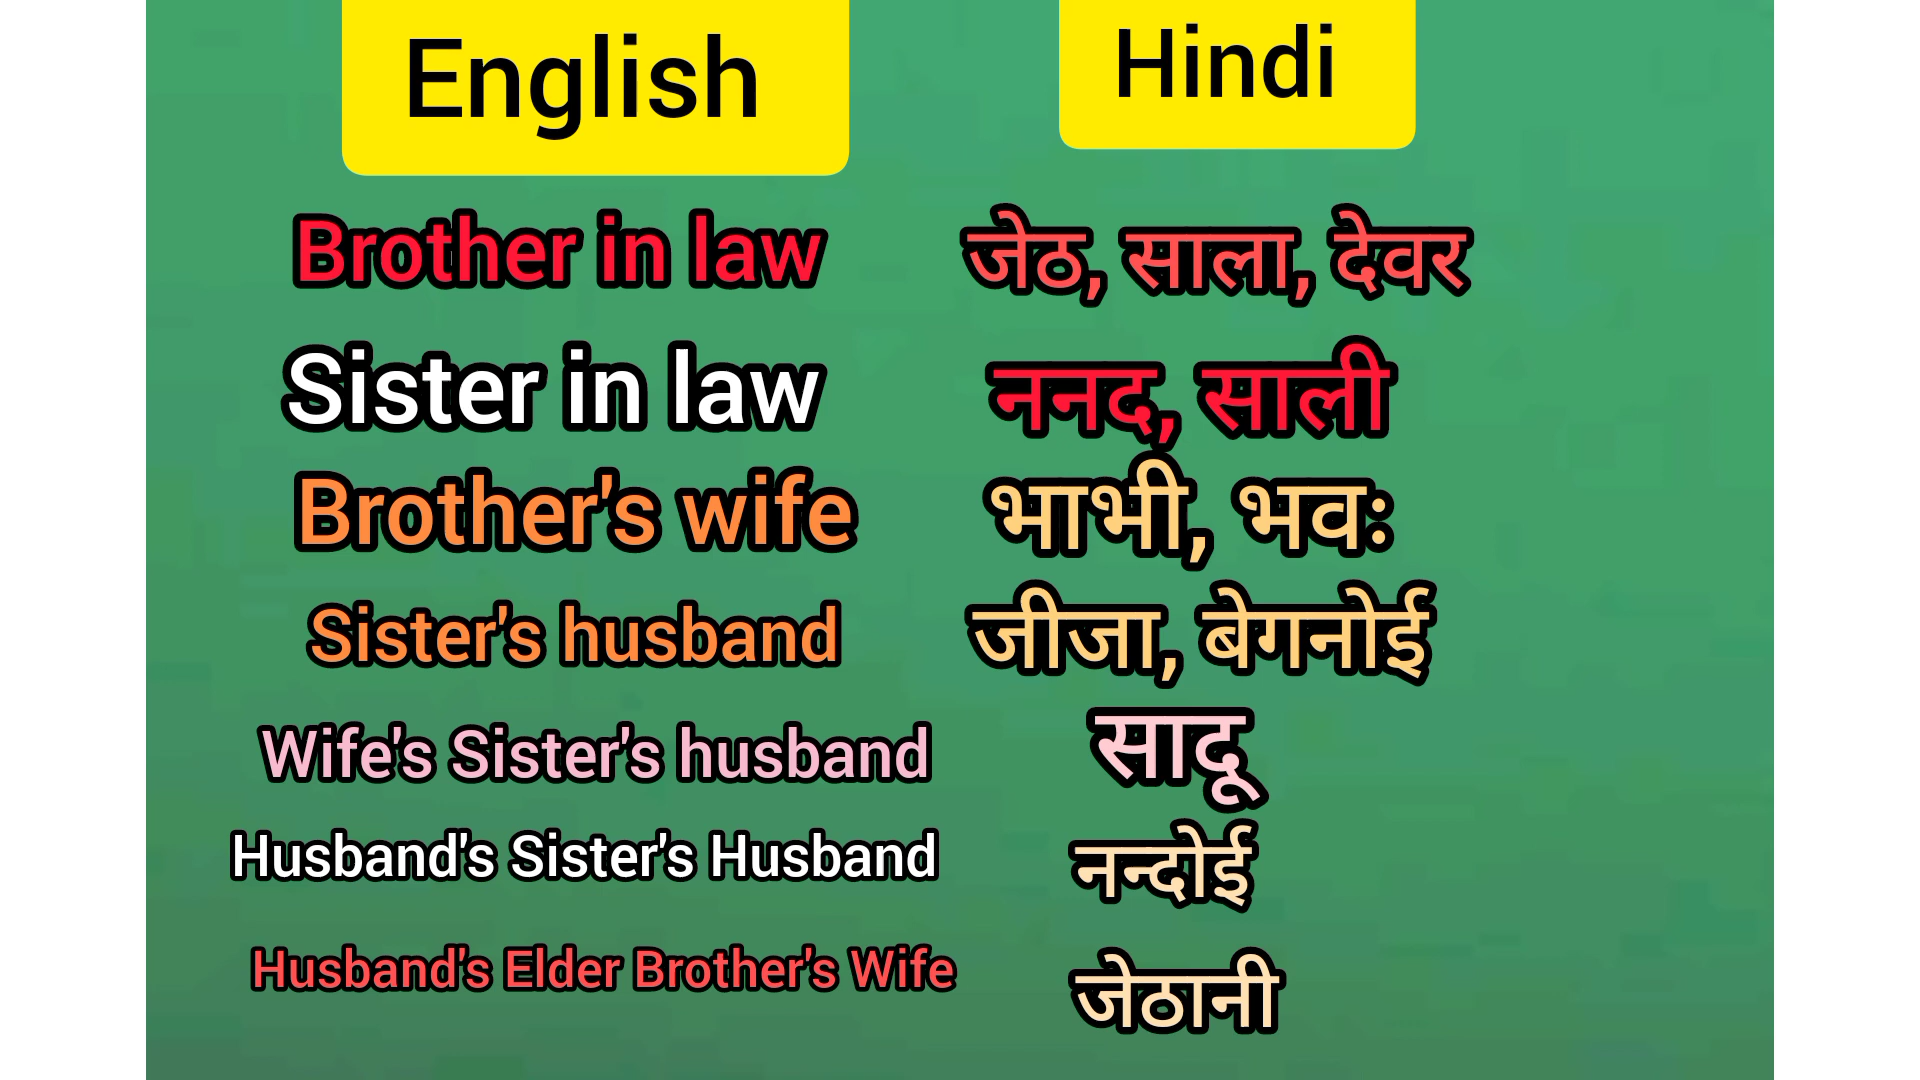 English Hindi
Brother in law जेठ, साला, देवर
Sister in law ननद, साली
Brother's wife भाभी, भवः
Sister's husband जीजा, बेगनोई
Wife's Sister's husband सादू
Husband's Sister's Husband नन्दोई
Husband's Elder Brother's Wife जेठानी